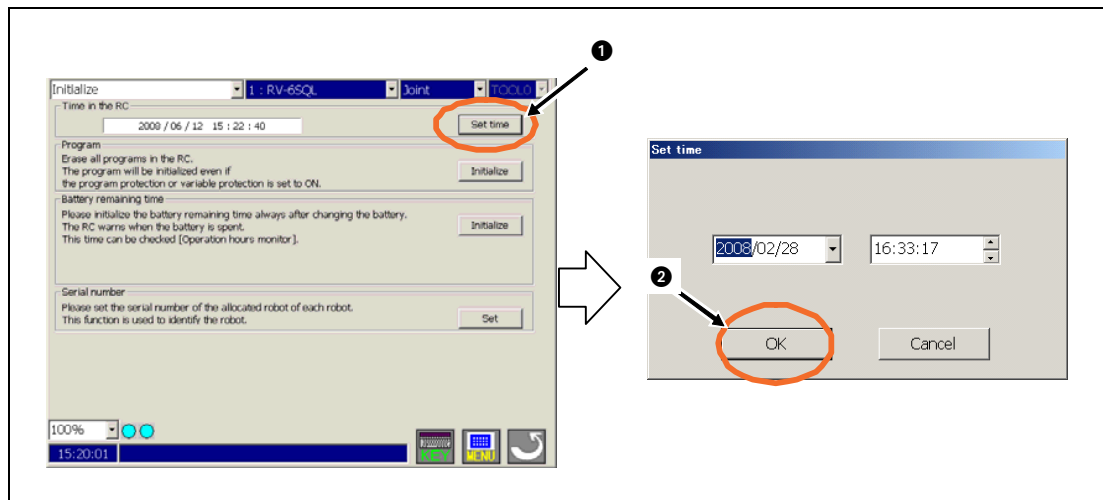 ❶
Initialize 1 : RV-6SQL Joint TOOL0
Time in the RC
2008 / 06 / 12 15 : 22 : 40 Set time
Program
Erase all programs in the RC.
The program will be initialized even if
the program protection or variable protection is set to ON.
Initialize
Battery remaining time
Please initialize the battery remaining time always after changing the battery.
The RC warns when the battery is spent.
This time can be checked [Operation hours monitor].
Initialize
Serial number
Please set the serial number of the allocated robot of each robot.
This function is used to identify the robot.
Set
100%
15:20:01
KEY MENU
Set time
2008/02/28 16:33:17
❷
OK Cancel